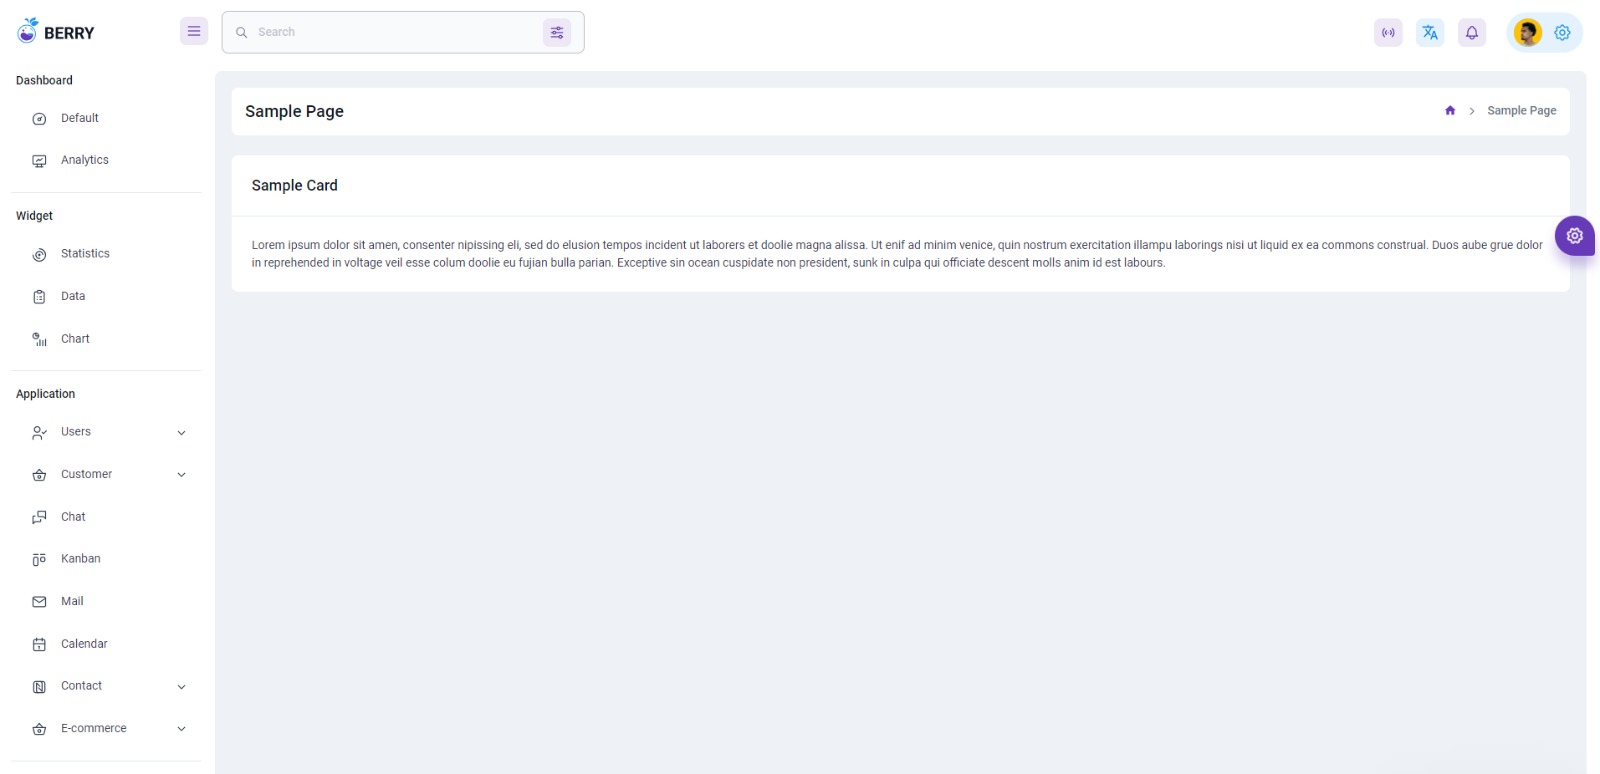 BERRY
Search
Dashboard
Default
Analytics
Widget
Statistics
Data
Chart
Application
Users
Customer
Chat
Kanban
Mail
Calendar
Contact
E-commerce
Sample Page
Sample Page
Sample Card
Lorem ipsum dolor sit amen, consenter nipissing eli, sed do elusion tempos incident ut laborers et doolie magna alissa. Ut enif ad minim venice, quin nostrum exercitation illampu laborings nisi ut liquid ex ea commons construal. Duos aube grue dolor
in reprehended in voltage veil esse colum doolie eu fujian bulla parian. Exceptive sin ocean cuspidate non president, sunk in culpa qui officiate descent molls anim id est labours.